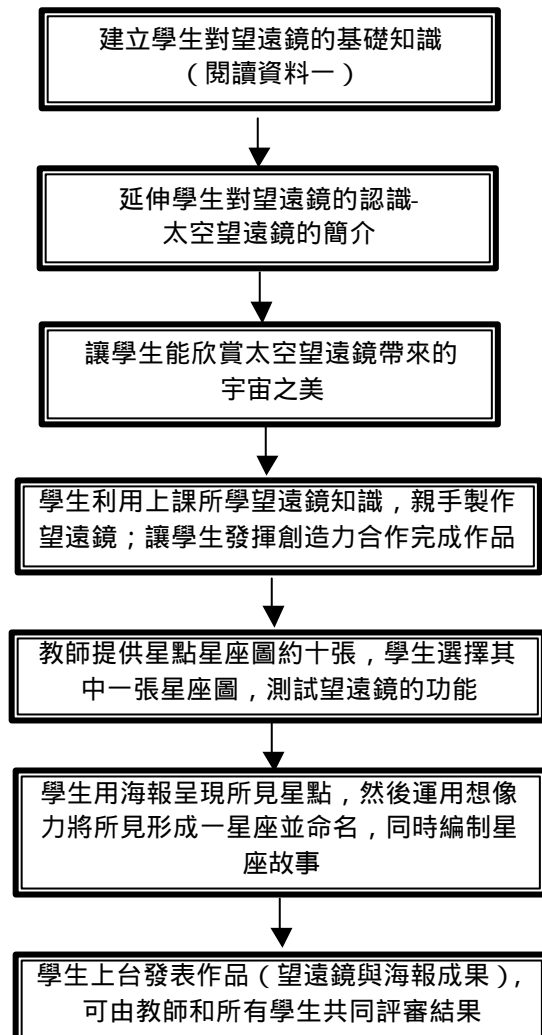 建立學生對望遠鏡的基礎知識
（閱讀資料一）
延伸學生對望遠鏡的認識-
太空望遠鏡的簡介
讓學生能欣賞太空望遠鏡帶來的
宇宙之美
學生利用上課所學望遠鏡知識，親手製作
望遠鏡；讓學生發揮創造力合作完成作品
教師提供星點星座圖約十張，學生選擇其
中一張星座圖，測試望遠鏡的功能
學生用海報呈現所見星點，然後運用想像
力將所見形成一星座並命名，同時編制星
座故事
學生上台發表作品（望遠鏡與海報成果），
可由教師和所有學生共同評審結果